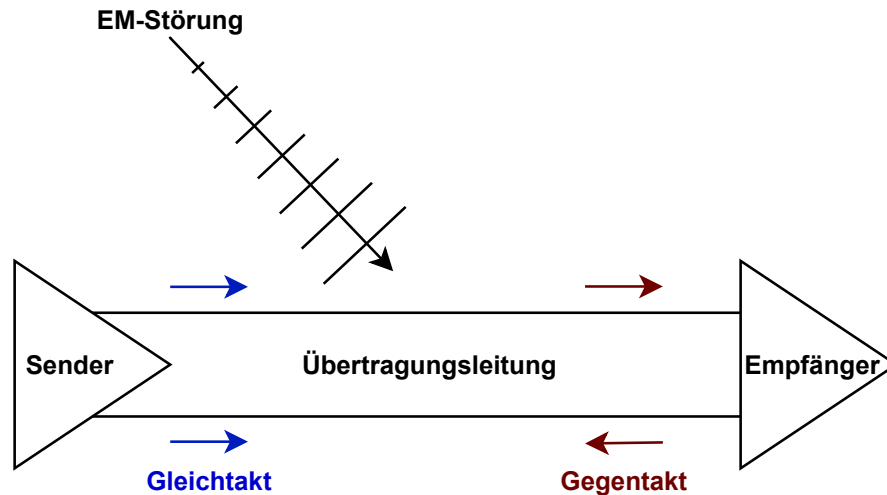 EM-Störung
Sender
Übertragungsleitung
Empfänger
Gleichtakt
Gegentakt